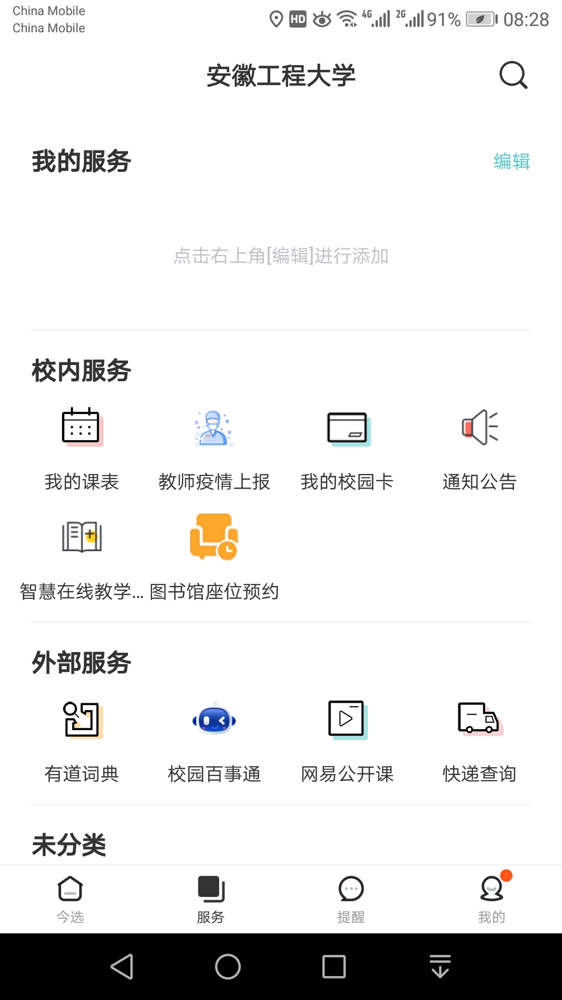 China Mobile
China Mobile
HD 4G 2G 91% 08:28
安徽工程大学
我的服务
编辑
点击右上角[编辑]进行添加
校内服务
我的课表 教师疫情上报 我的校园卡 通知公告
智慧在线教学... 图书馆座位预约
外部服务
有道词典 校园百事通 网易公开课 快递查询
未分类
今选 服务 提醒 我的